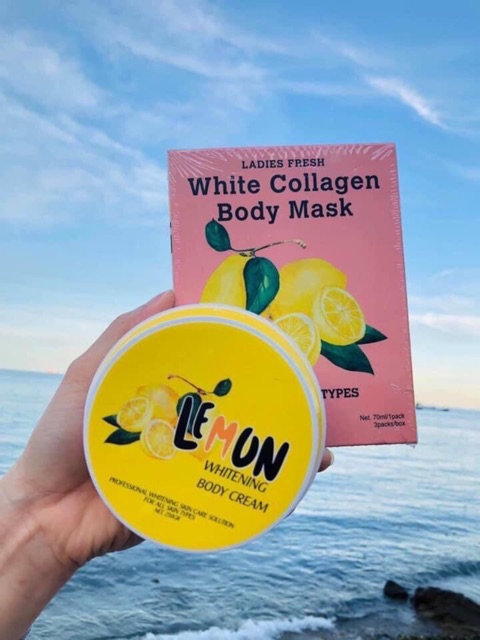 LADIES FRESH
White Collagen
Body Mask
TYPES
Net. 70ml/1pack
3packs/box
LEMON
WHITENING
BODY CREAM
PROFESSIONAL WHITENING SKIN CARE SOLUTION
FOR ALL SKIN TYPES